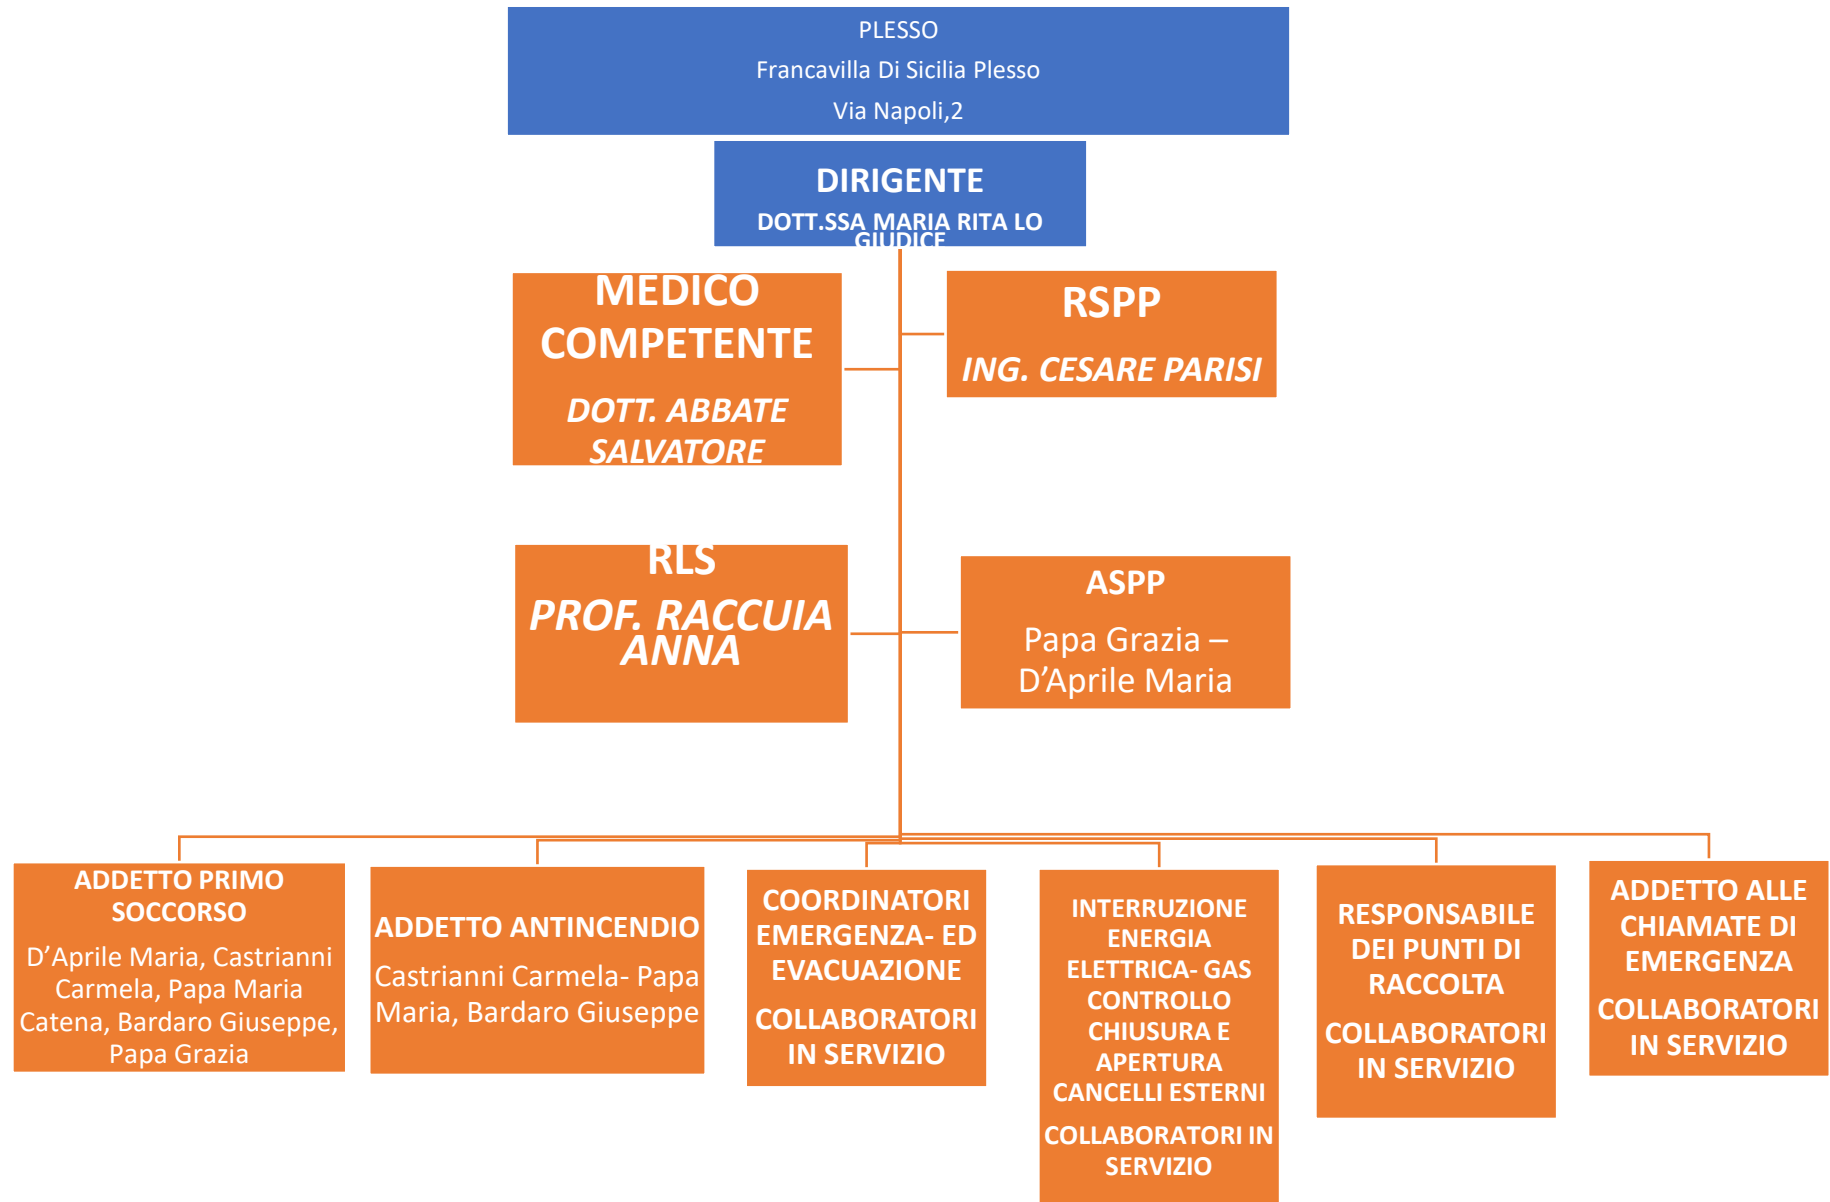 PLESSO
Francavilla Di Sicilia Plesso
Via Napoli,2
DIRIGENTE
DOTT.SSA MARIA RITA LO
GIUDICE
MEDICO
COMPETENTE
DOTT. ABBATE
SALVATORE
RSPP
ING. CESARE PARISI
RLS
PROF. RACCUIA
ANNA
ASPP
Papa Grazia –
D’Aprile Maria
ADDETTO PRIMO
SOCCORSO
D’Aprile Maria, Castrianni
Carmela, Papa Maria
Catena, Bardaro Giuseppe,
Papa Grazia
ADDETTO ANTINCENDIO
Castrianni Carmela- Papa
Maria, Bardaro Giuseppe
COORDINATORI
EMERGENZA- ED
EVACUAZIONE
COLLABORATORI
IN SERVIZIO
INTERRUZIONE
ENERGIA
ELETTRICA- GAS
CONTROLLO
CHIUSURA E
APERTURA
CANCELLI ESTERNI
COLLABORATORI IN
SERVIZIO
RESPONSABILE
DEI PUNTI DI
RACCOLTA
COLLABORATORI
IN SERVIZIO
ADDETTO ALLE
CHIAMATE DI
EMERGENZA
COLLABORATORI
IN SERVIZIO